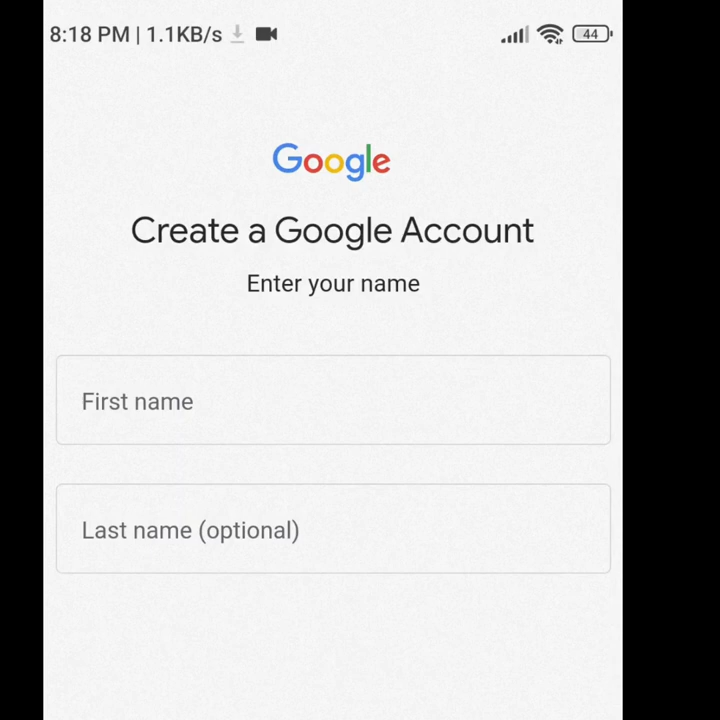 8:18 PM | 1.1KB/s 44
Google
Create a Google Account
Enter your name
First name
Last name (optional)